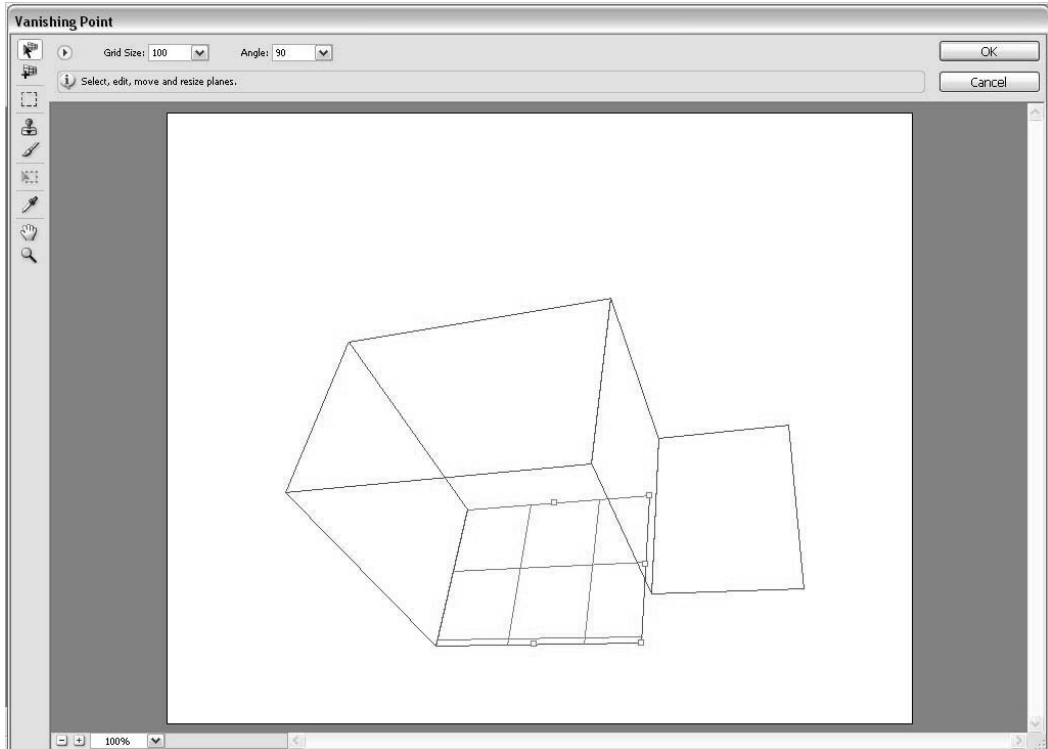 Vanishing Point
Grid Size: 100 Angle: 90 OK
Select, edit, move and resize planes. Cancel
100%